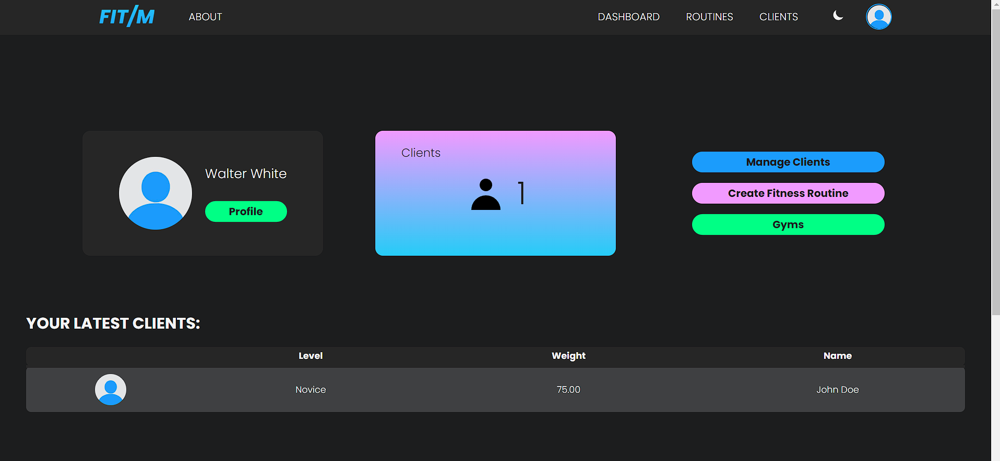 FIT/M
ABOUT
DASHBOARD
ROUTINES
CLIENTS
Walter White
Profile
Clients
1
Manage Clients
Create Fitness Routine
Gyms
YOUR LATEST CLIENTS:
Level Weight Name
Novice 75.00 John Doe